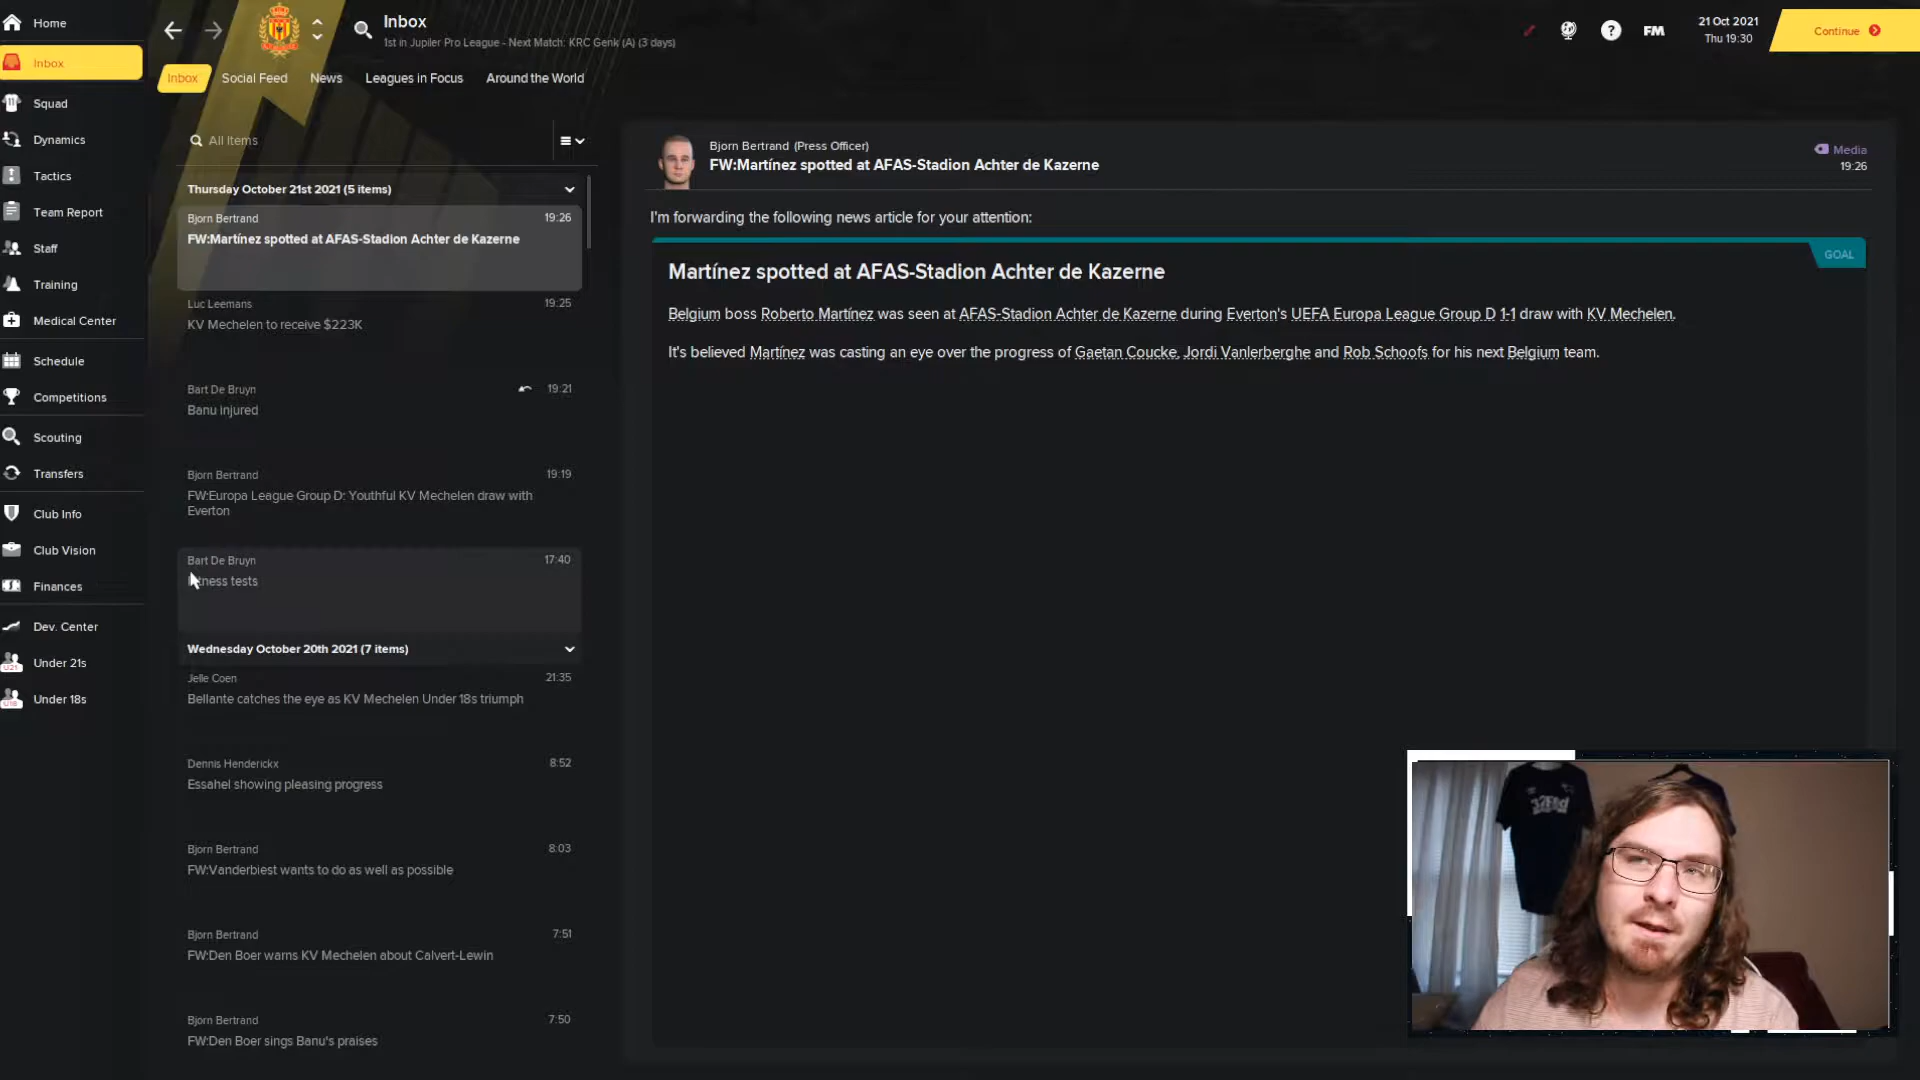 Home
Inbox
Squad
Dynamics
Tactics
Team Report
Staff
Training
Medical Center
Schedule
Competitions
Scouting
Transfers
Club Info
Club Vision
Finances
Dev. Center
Under 21s
Under 18s
Inbox
1st in Jupiler Pro League - Next Match: KRC Genk (A) (3 days)
FM
21 Oct 2021
Thu 19:30
Continue
Inbox
Social Feed
News
Leagues in Focus
Around the World
All Items
Thursday October 21st 2021 (5 items)
Bjorn Bertrand 19:26
FW:Martínez spotted at AFAS-Stadion Achter de Kazerne
Luc Leemans 19:25
KV Mechelen to receive $223K
Bart De Bruyn 19:21
Banu injured
Bjorn Bertrand 19:19
FW:Europa League Group D: Youthful KV Mechelen draw with
Everton
Bart De Bruyn 17:40
tness tests
Wednesday October 20th 2021 (7 items)
Jelle Coen 21:35
Bellante catches the eye as KV Mechelen Under 18s triumph
Dennis Henderickx 8:52
Essahel showing pleasing progress
Bjorn Bertrand 8:03
FW:Vanderbiest wants to do as well as possible
Bjorn Bertrand 7:51
FW:Den Boer warns KV Mechelen about Calvert-Lewin
Bjorn Bertrand 7:50
FW:Den Boer sings Banu's praises
Bjorn Bertrand (Press Officer)
FW:Martínez spotted at AFAS-Stadion Achter de Kazerne
Media
19:26
I'm forwarding the following news article for your attention:
GOAL
Martínez spotted at AFAS-Stadion Achter de Kazerne
Belgium boss Roberto Martínez was seen at AFAS-Stadion Achter de Kazerne during Everton's UEFA Europa League Group D 1-1 draw with KV Mechelen.
It's believed Martínez was casting an eye over the progress of Gaetan Coucke, Jordi Vanlerberghe and Rob Schoofs for his next Belgium team.